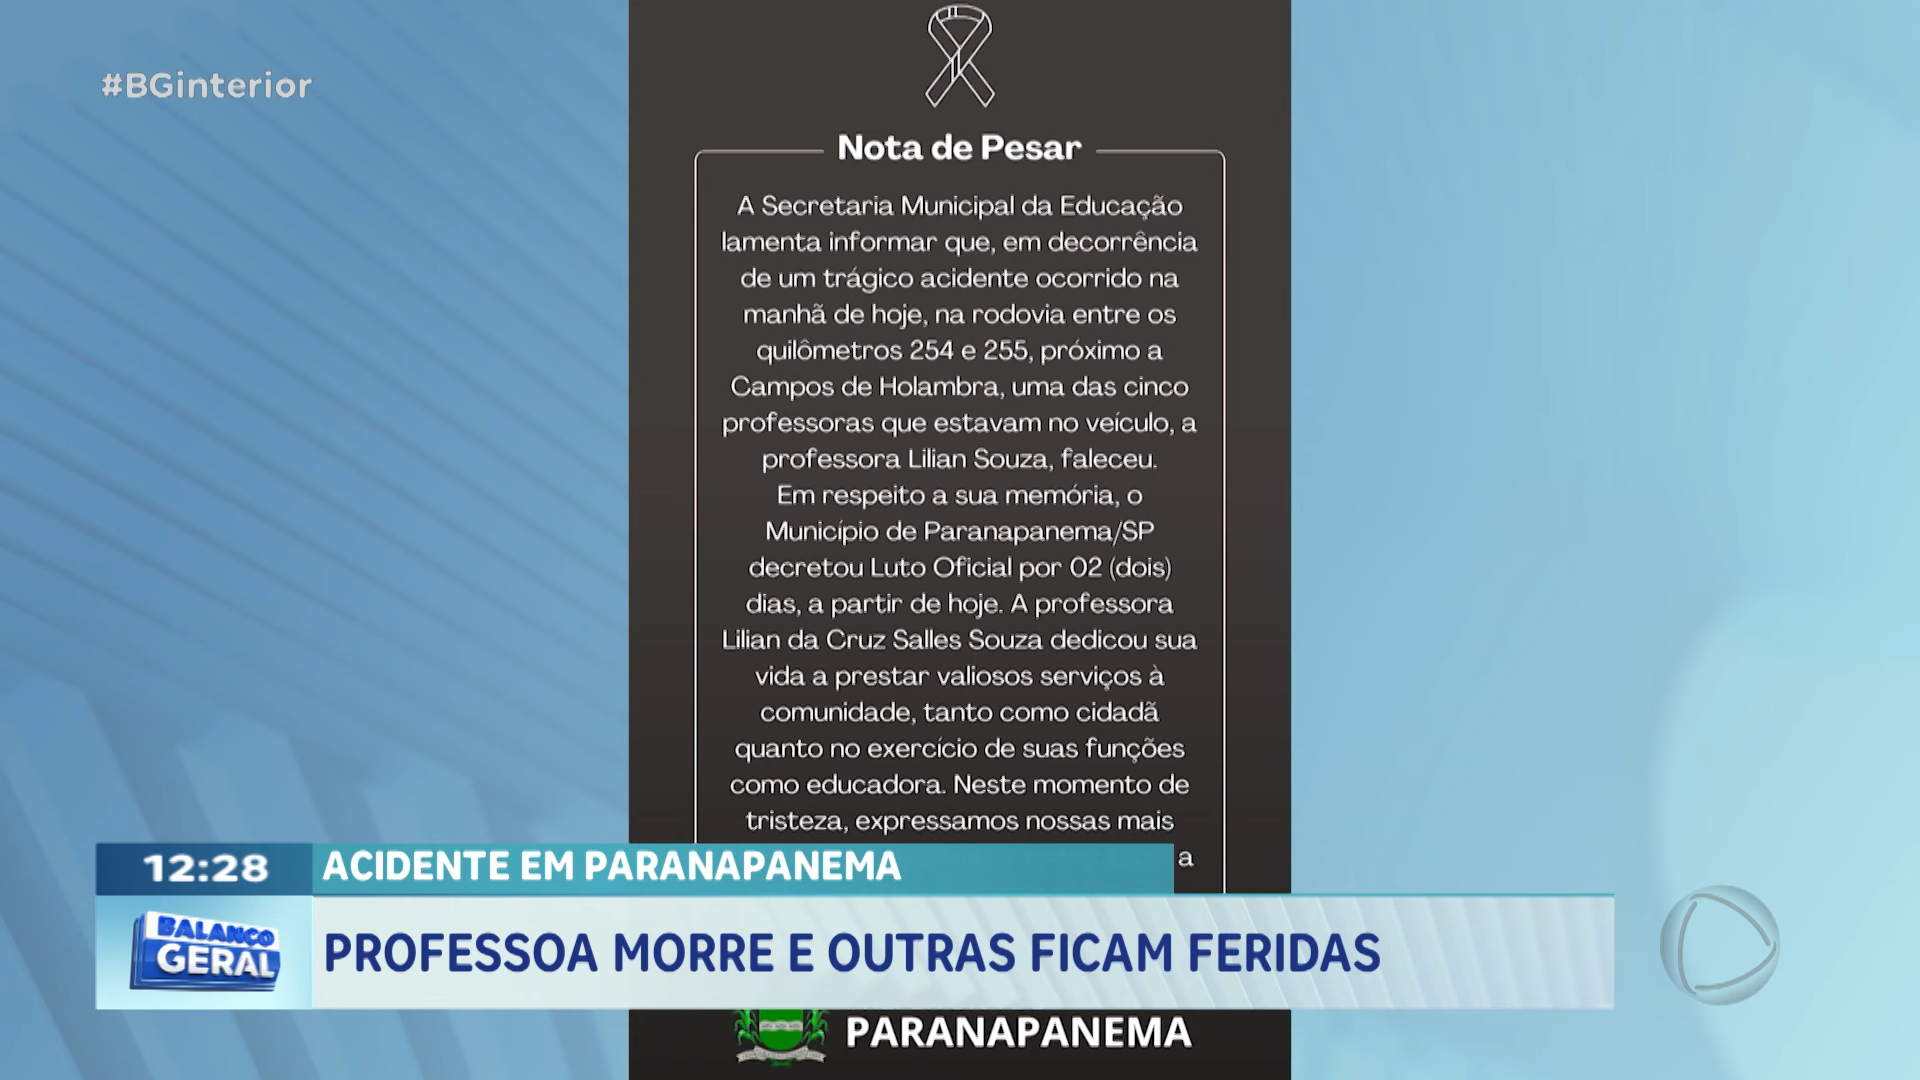 #BGinterior
Nota de Pesar
A Secretaria Municipal da Educação
lamenta informar que, em decorrência
de um trágico acidente ocorrido na
manhã de hoje, na rodovia entre os
quilômetros 254 e 255, próximo a
Campos de Holambra, uma das cinco
professoras que estavam no veículo, a
professora Lilian Souza, faleceu.
Em respeito a sua memória, o
Município de Paranapanema/SP
decretou Luto Oficial por 02 (dois)
dias, a partir de hoje. A professora
Lilian da Cruz Salles Souza dedicou sua
vida a prestar valiosos serviços à
comunidade, tanto como cidadã
quanto no exercício de suas funções
como educadora. Neste momento de
tristeza, expressamos nossas mais
a
12:28
ACIDENTE EM PARANAPANEMA
BALANÇO
GERAL
PROFESSOA MORRE E OUTRAS FICAM FERIDAS
PARANAPANEMA